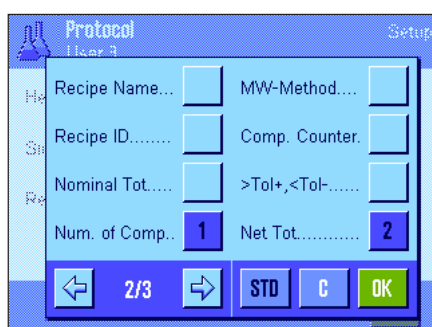 Protocol
Setup
User 3
Recipe Name...
MW-Method....
Recipe ID........
Comp. Counter.
Nominal Tot.....
>Tol+,<Tol-......
Num. of Comp.. 1
Net Tot............ 2
2/3
STD
C
OK